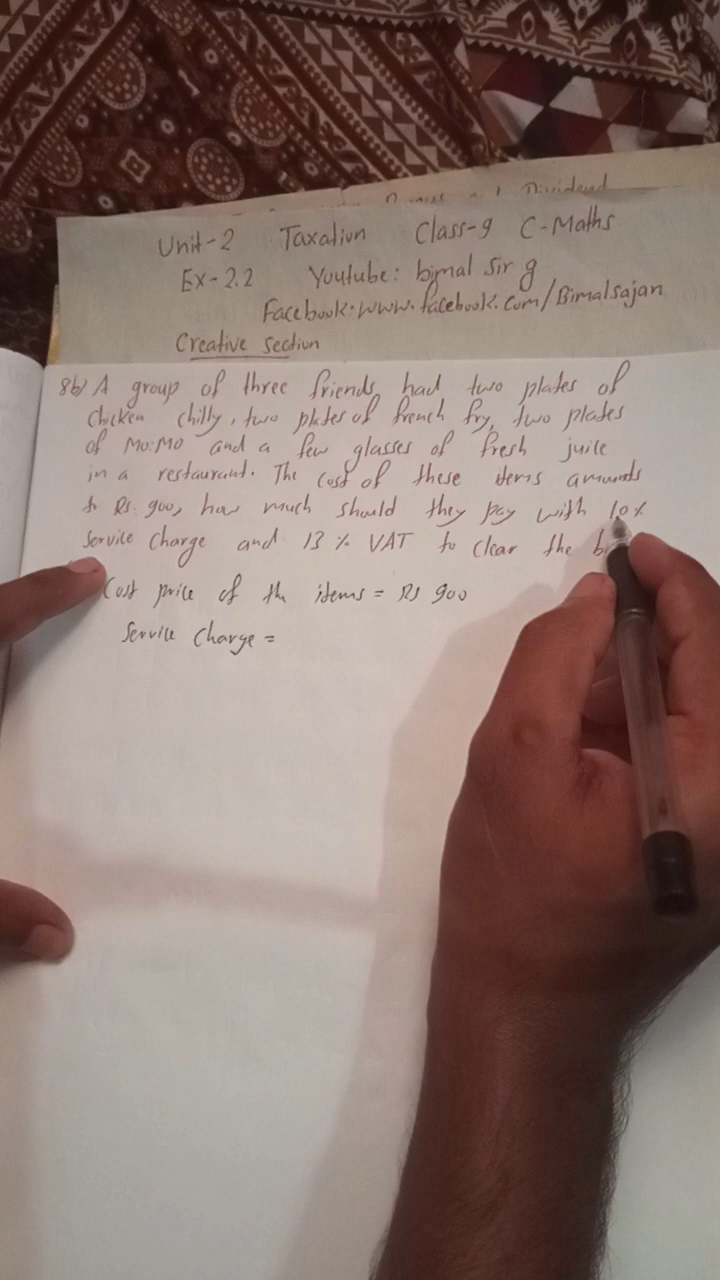 Dividend
Unit-2 Taxation Class-9 C-Maths
Ex-2.2 Youtube: bimal sir g
Facebook: www.facebook.com/Bimalsajan
Creative section
8b) A group of three friends had two plates of
chicken chilly, two plates of french fry, two plates
of Mo:Mo and a few glasses of fresh juice
in a restaurant. The cost of these items amounts
to Rs. 900, how much should they pay with 10%
service charge and 13% VAT to clear the
Cost price of the items = Rs 900
Service charge =